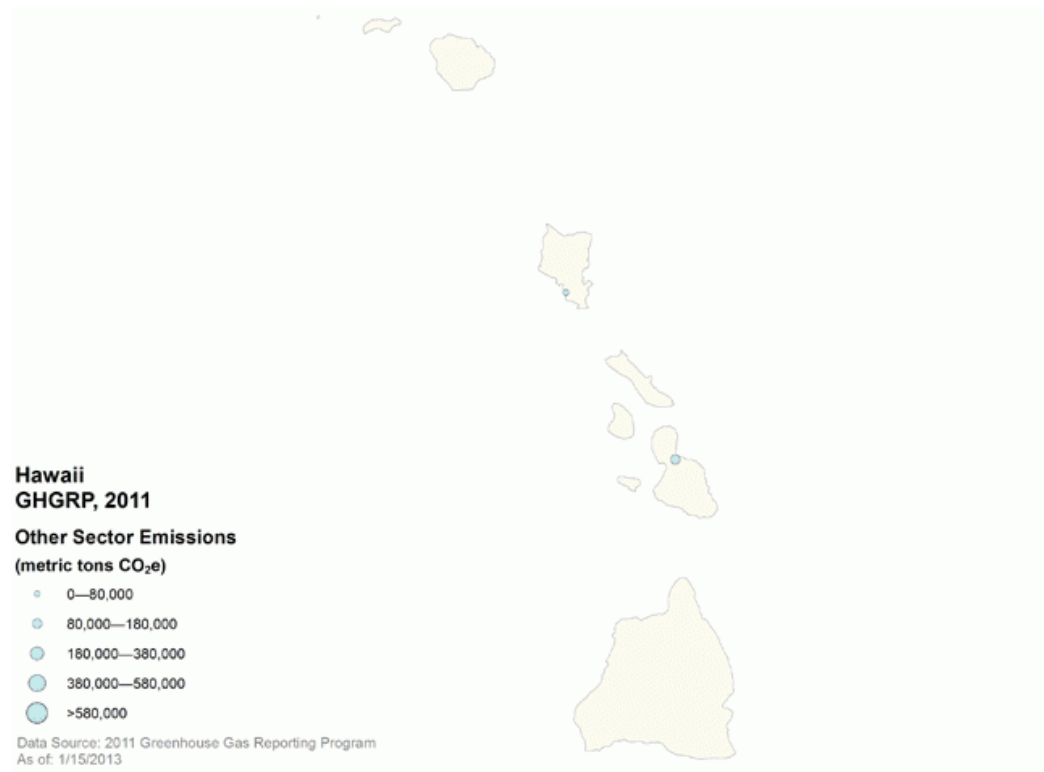 Hawaii
GHGRP, 2011
Other Sector Emissions
(metric tons CO₂e)
0—80,000
80,000—180,000
180,000—380,000
380,000—580,000
>580,000
Data Source: 2011 Greenhouse Gas Reporting Program
As of: 1/15/2013